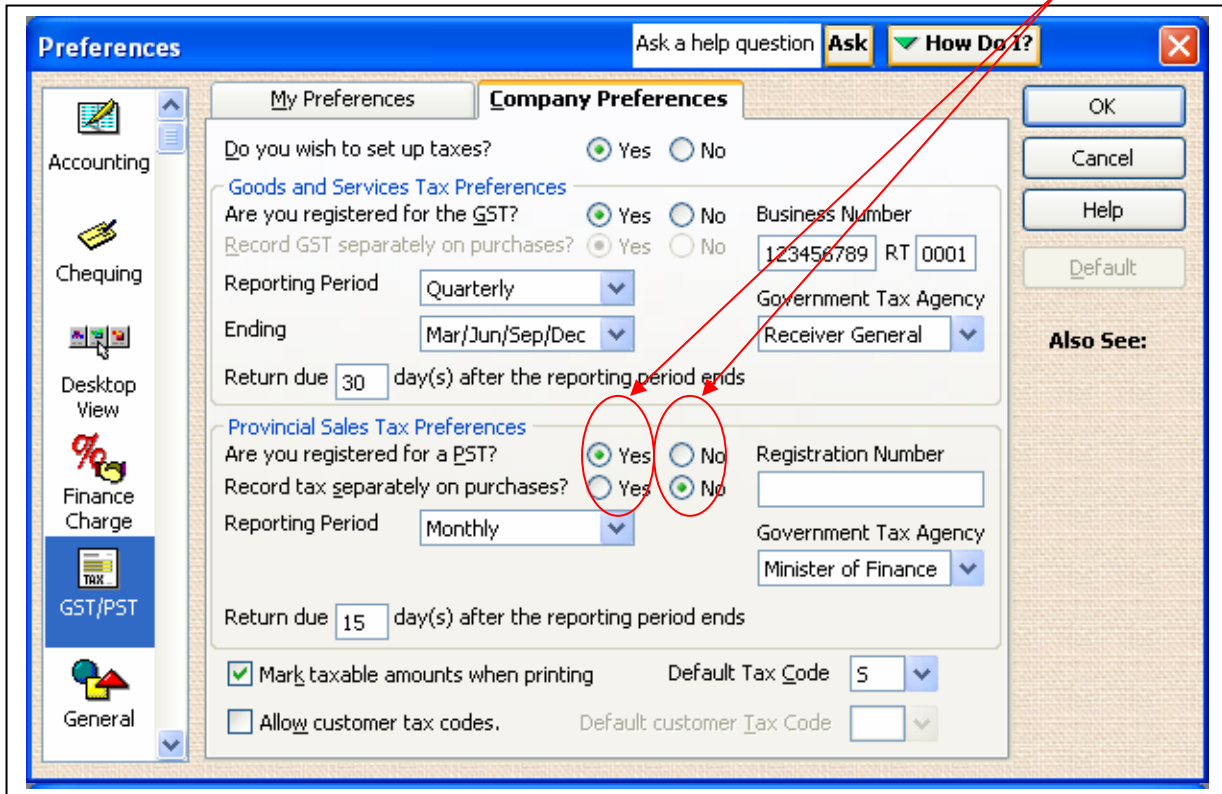 Preferences
Ask a help question Ask How Do I?
Accounting
Chequing
Desktop
View
Finance
Charge
TAX
GST/PST
General
My Preferences Company Preferences
Do you wish to set up taxes? Yes No
Goods and Services Tax Preferences
Are you registered for the GST? Yes No Business Number
Record GST separately on purchases? Yes No 123456789 RT 0001
Reporting Period Quarterly Government Tax Agency
Ending Mar/Jun/Sep/Dec Receiver General
Return due 30 day(s) after the reporting period ends
Provincial Sales Tax Preferences
Are you registered for a PST? Yes No Registration Number
Record tax separately on purchases? Yes No
Reporting Period Monthly Government Tax Agency
Minister of Finance
Return due 15 day(s) after the reporting period ends
Mark taxable amounts when printing Default Tax Code S
Allow customer tax codes. Default customer Tax Code
OK
Cancel
Help
Default
Also See: